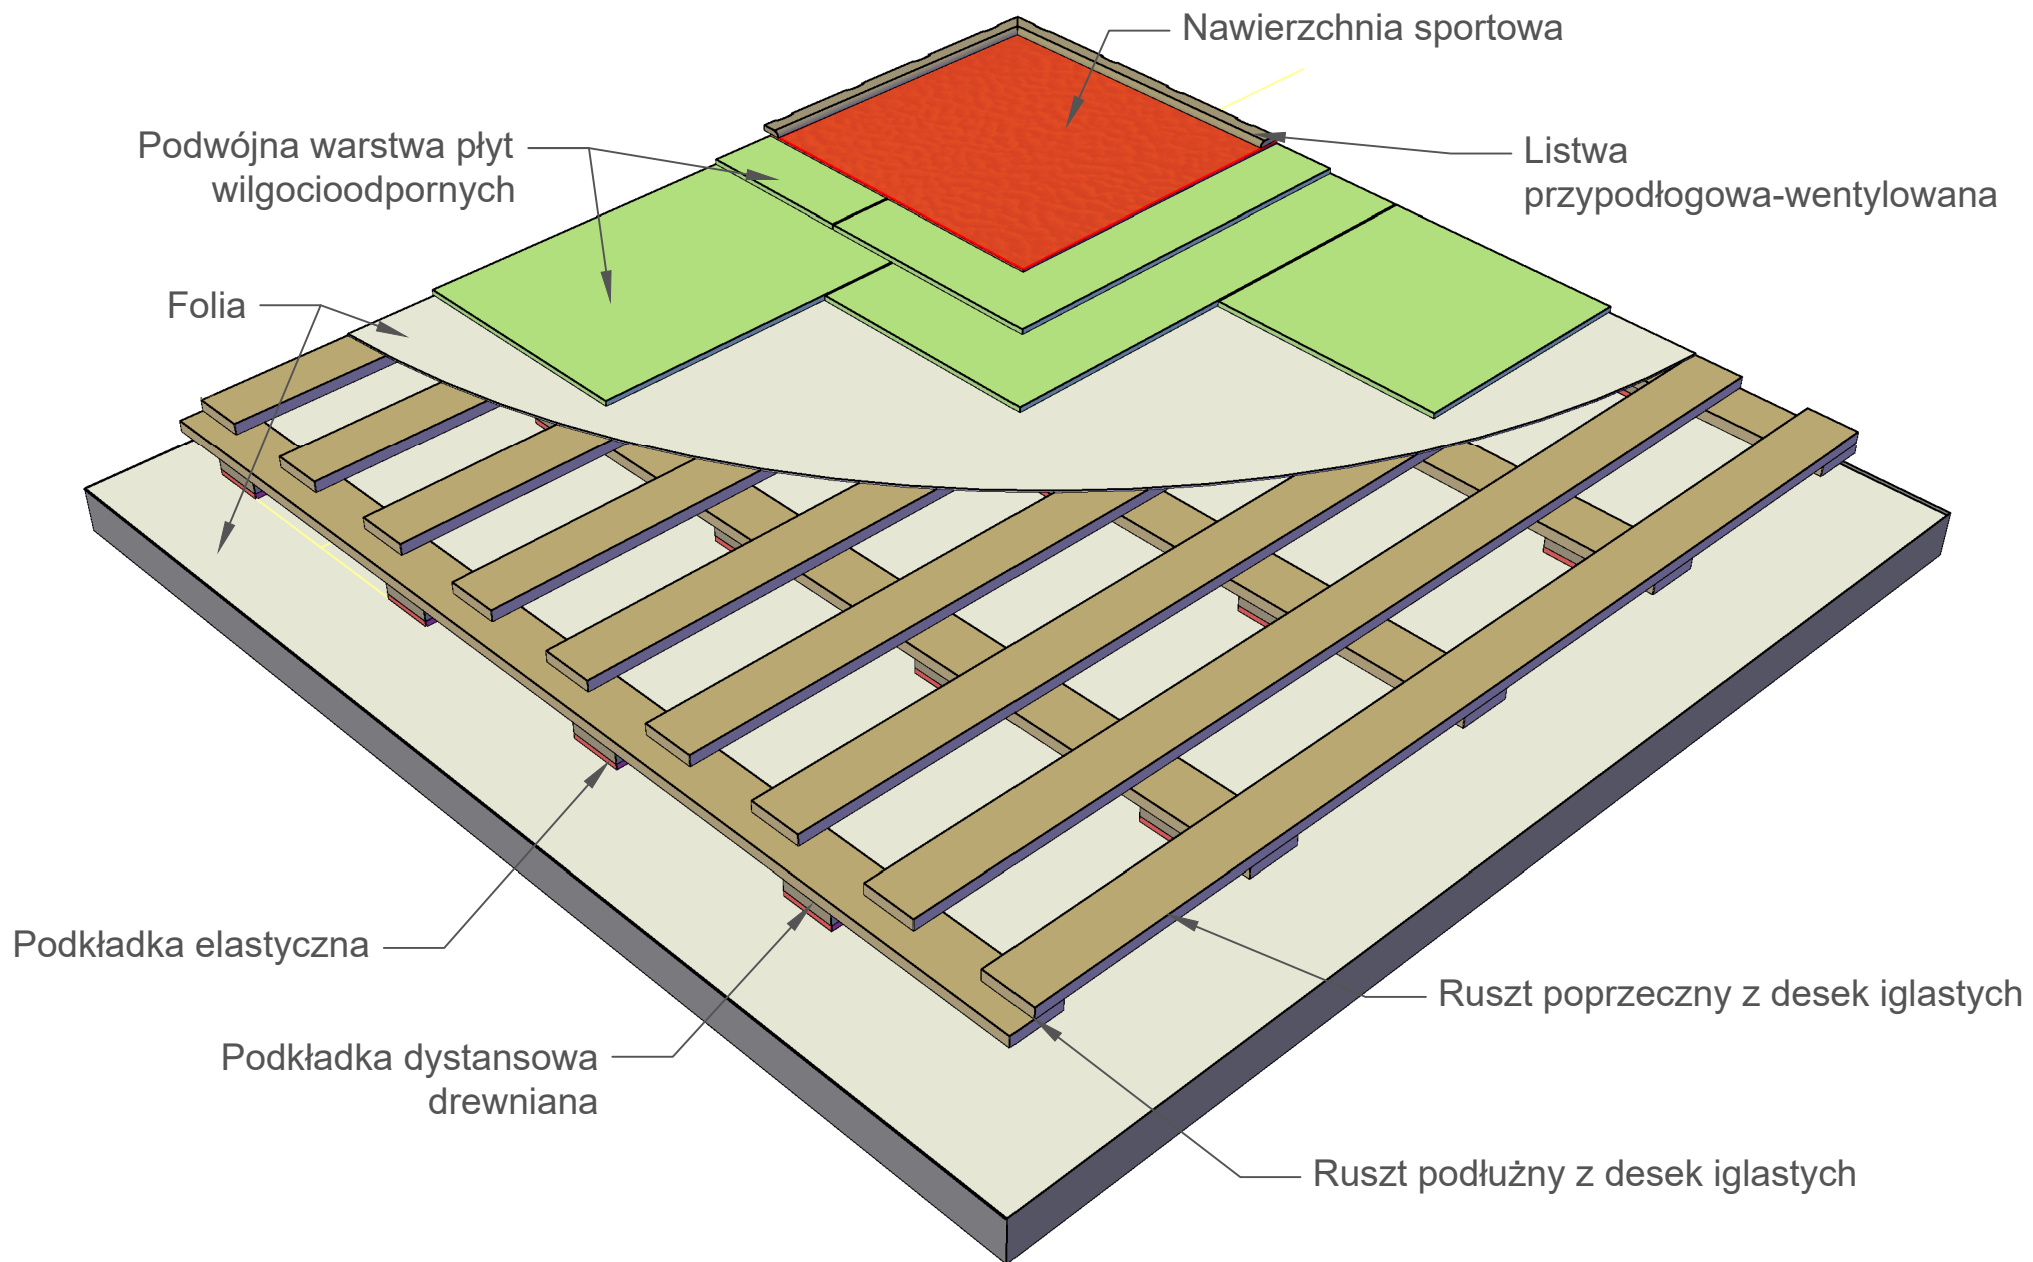 Nawierzchnia sportowa
Podwójna warstwa płyt
wilgocioodpornych
Listwa
przypodłogowa-wentylowana
Folia
Podkładka elastyczna
Ruszt poprzeczny z desek iglastych
Podkładka dystansowa
drewniana
Ruszt podłużny z desek iglastych